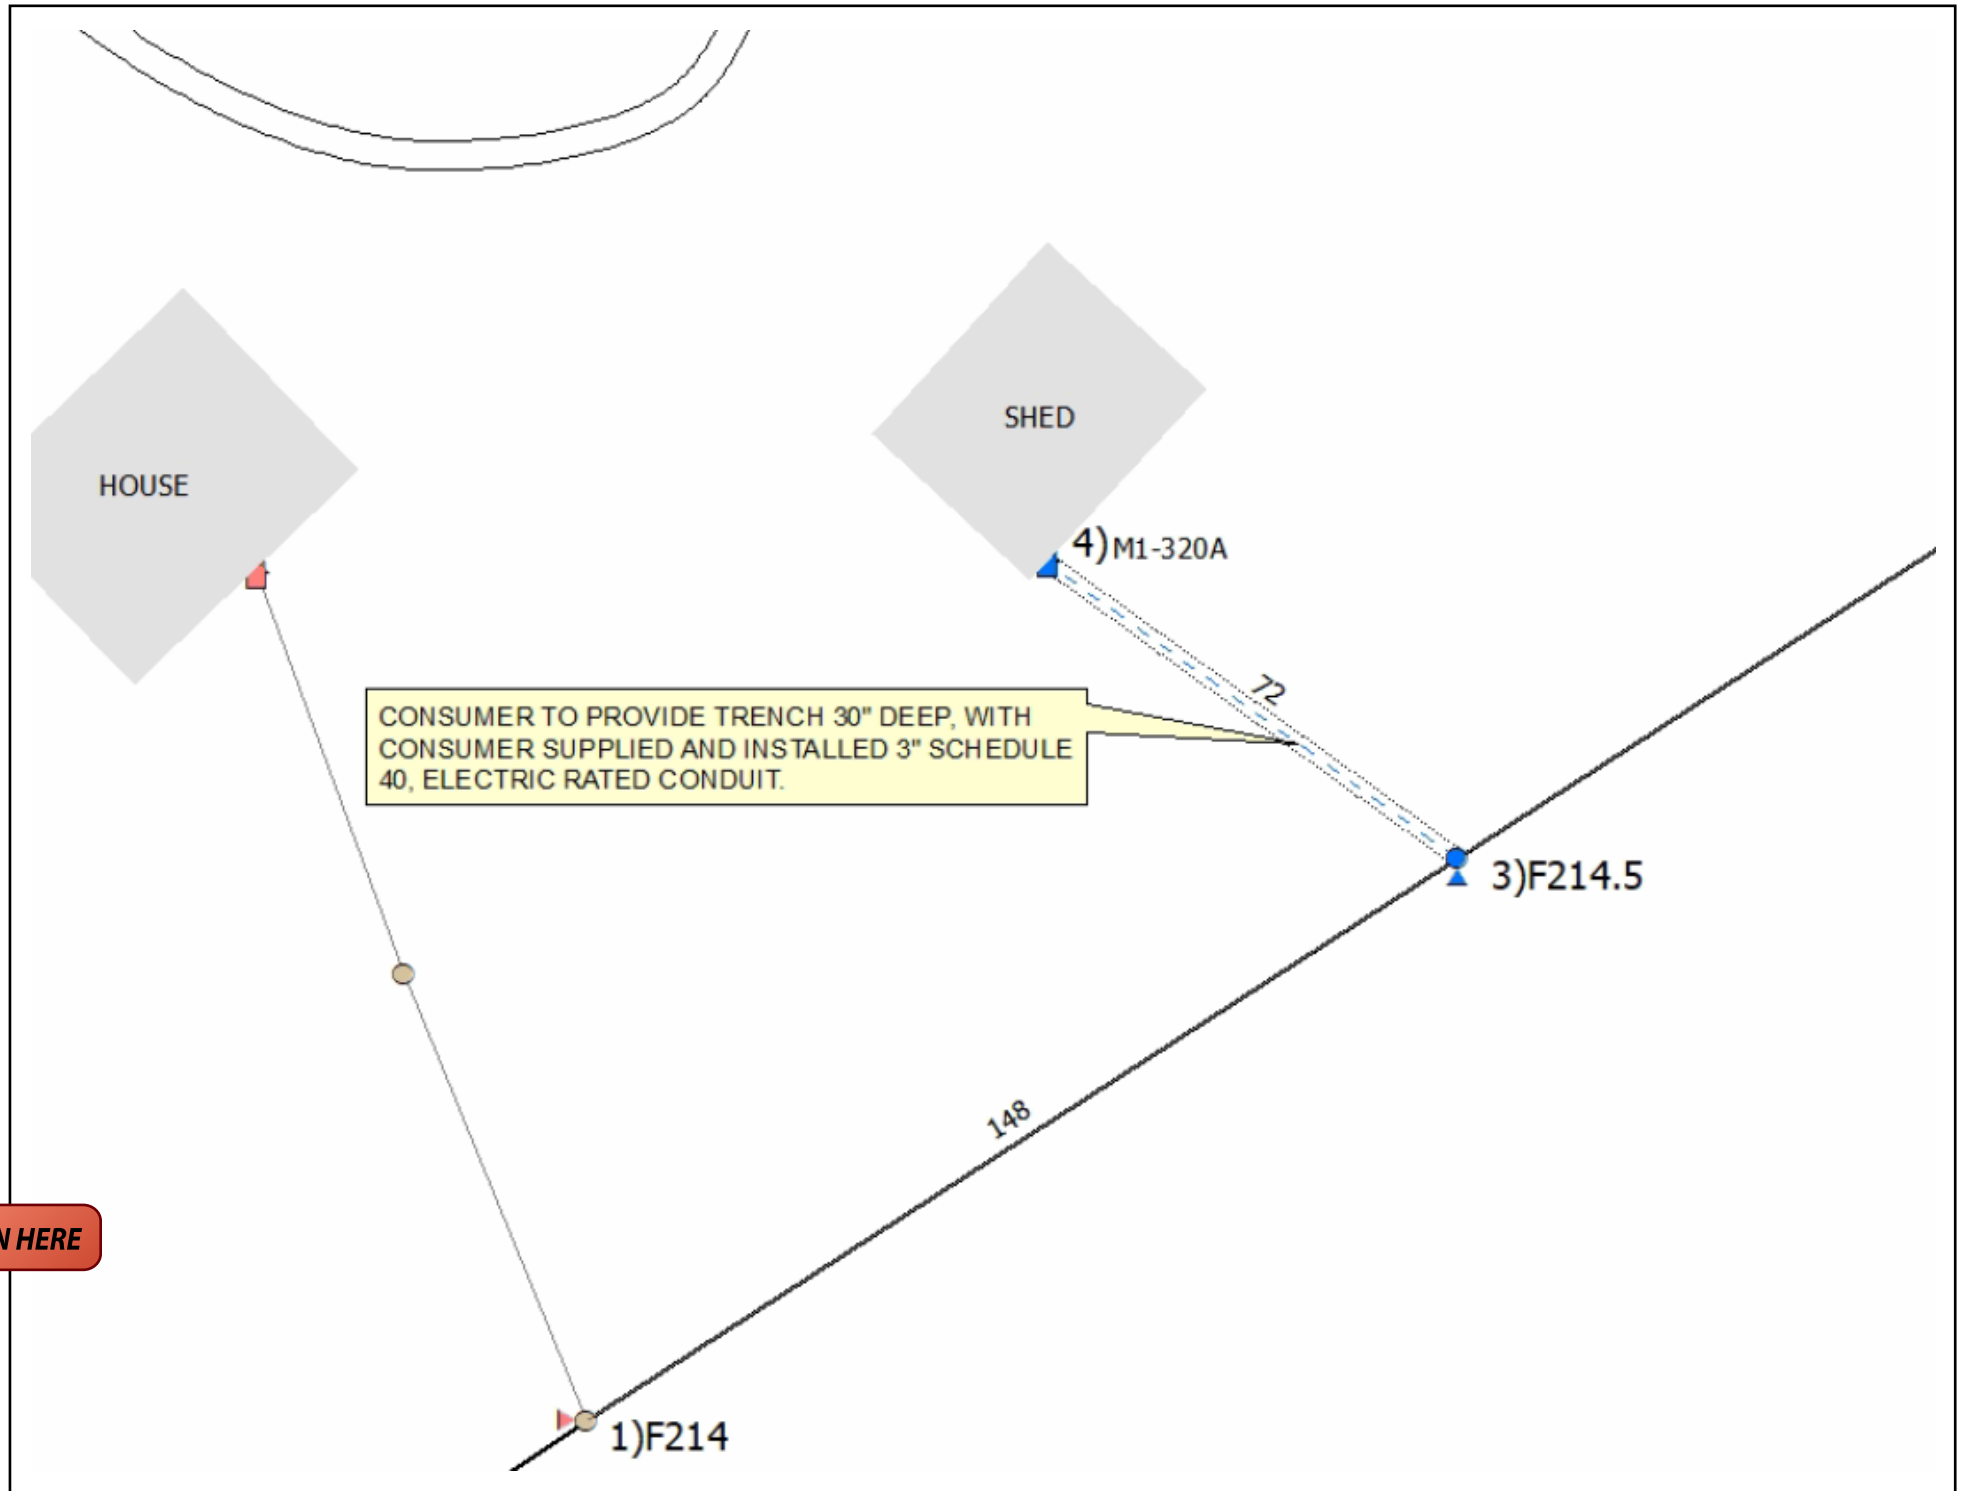 SHED
HOUSE
4)M1-320A
72
CONSUMER TO PROVIDE TRENCH 30" DEEP, WITH
CONSUMER SUPPLIED AND INSTALLED 3" SCHEDULE
40, ELECTRIC RATED CONDUIT.
3)F214.5
148
N HERE
1)F214